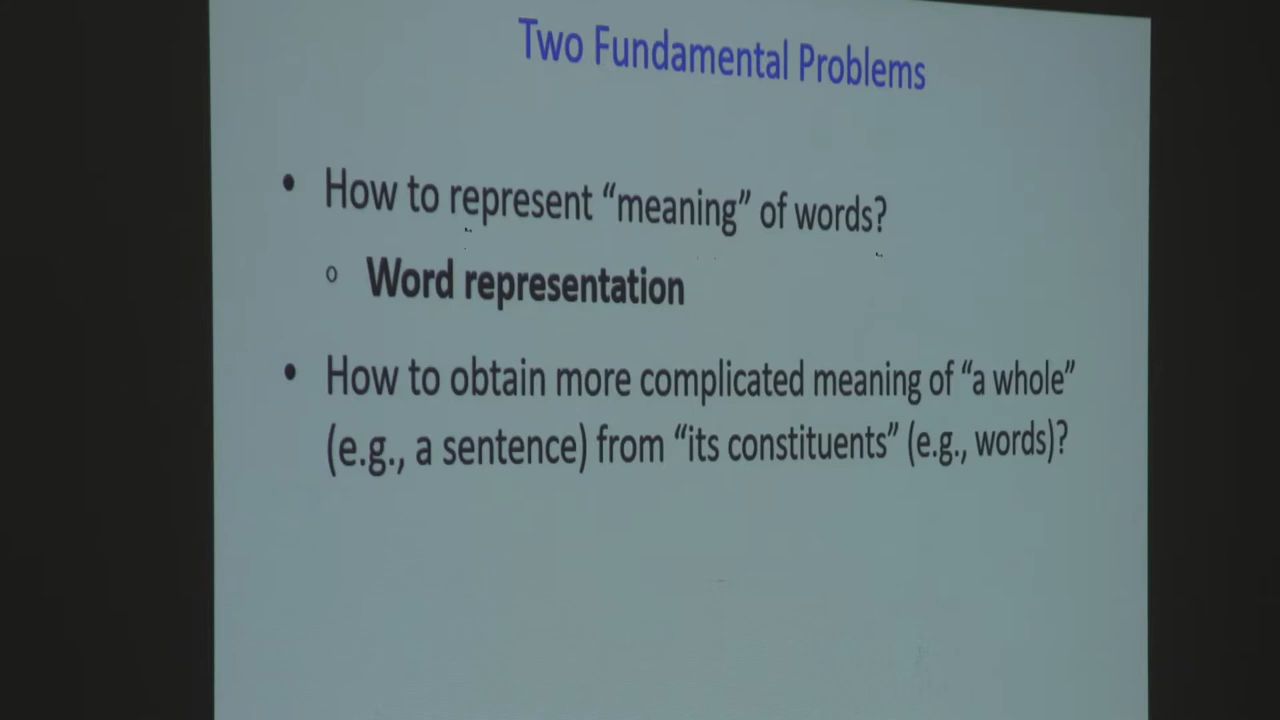 Two Fundamental Problems
• How to represent “meaning” of words?
o Word representation
• How to obtain more complicated meaning of “a whole”
(e.g., a sentence) from “its constituents” (e.g., words)?